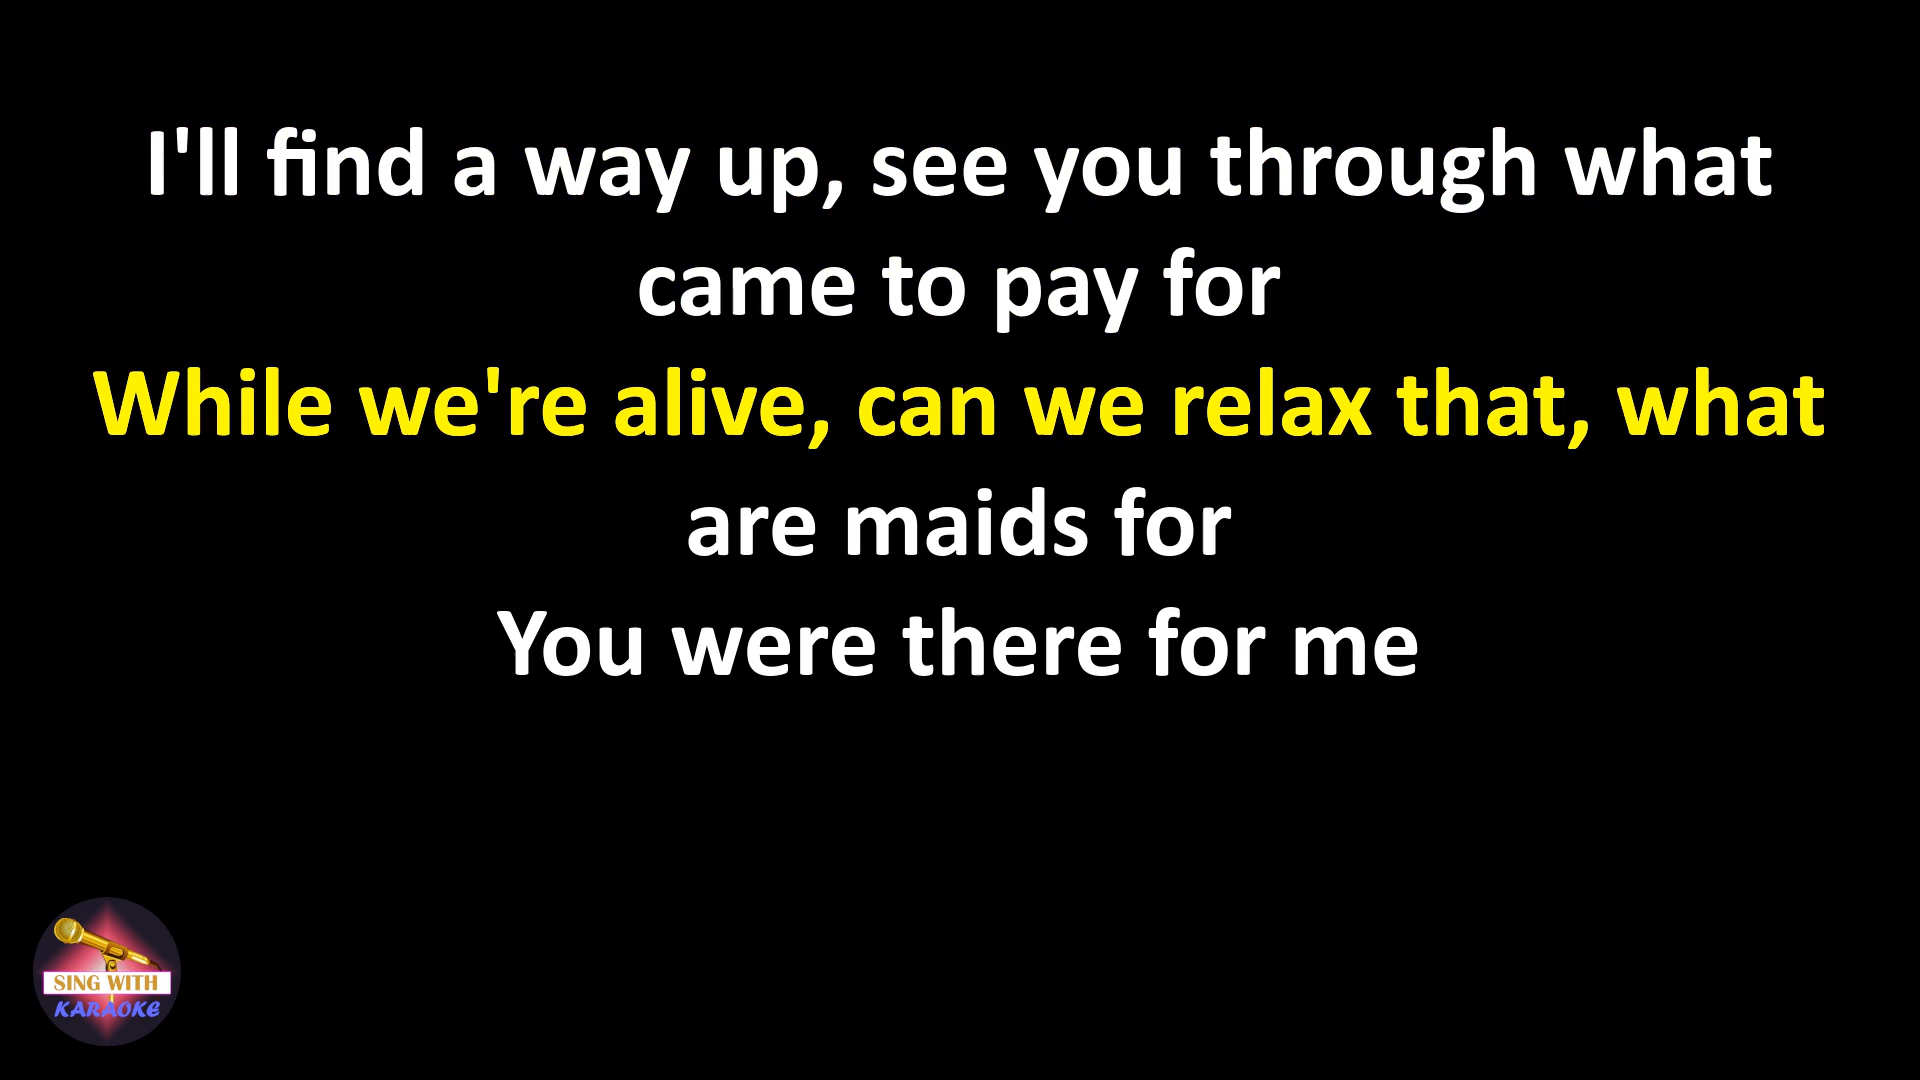 I'll find a way up, see you through what
came to pay for
While we're alive, can we relax that, what
are maids for
You were there for me
SING WITH
KARAOKE